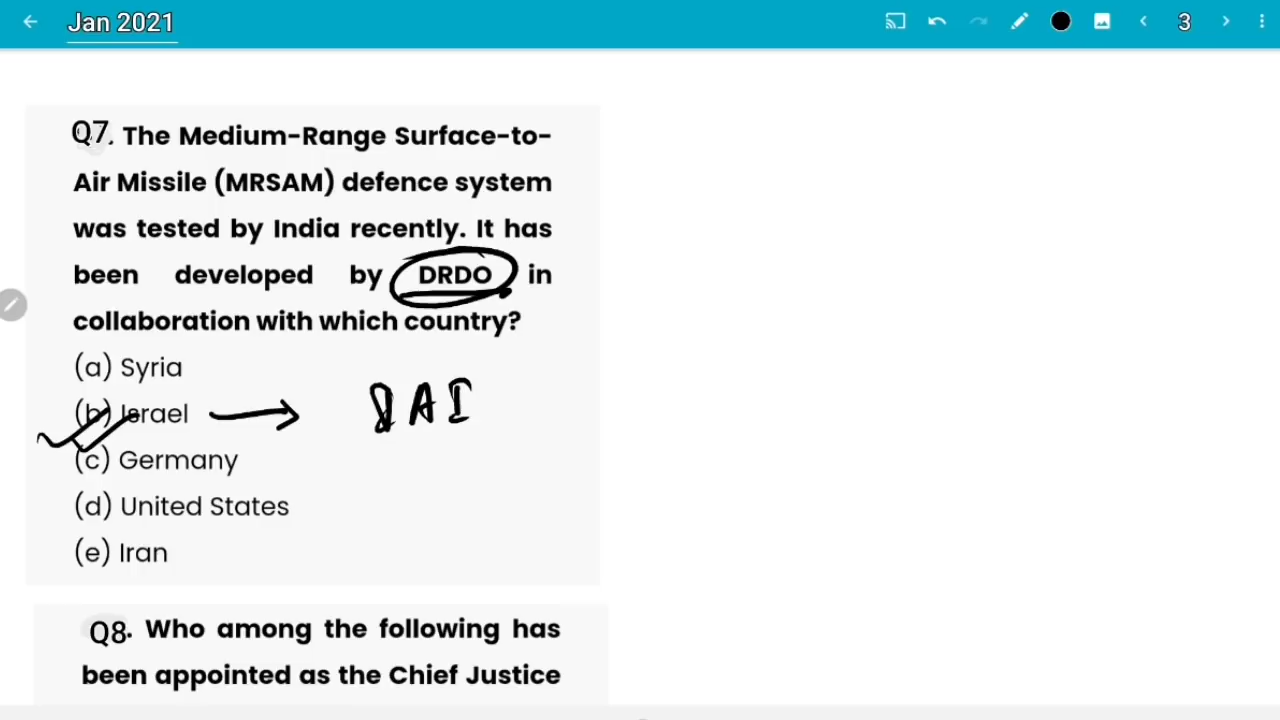 Jan 2021
3
Q7. The Medium-Range Surface-to-
Air Missile (MRSAM) defence system
was tested by India recently. It has
been developed by DRDO in
collaboration with which country?
(a) Syria
(b) Israel → IAI
(c) Germany
(d) United States
(e) Iran
Q8. Who among the following has
been appointed as the Chief Justice